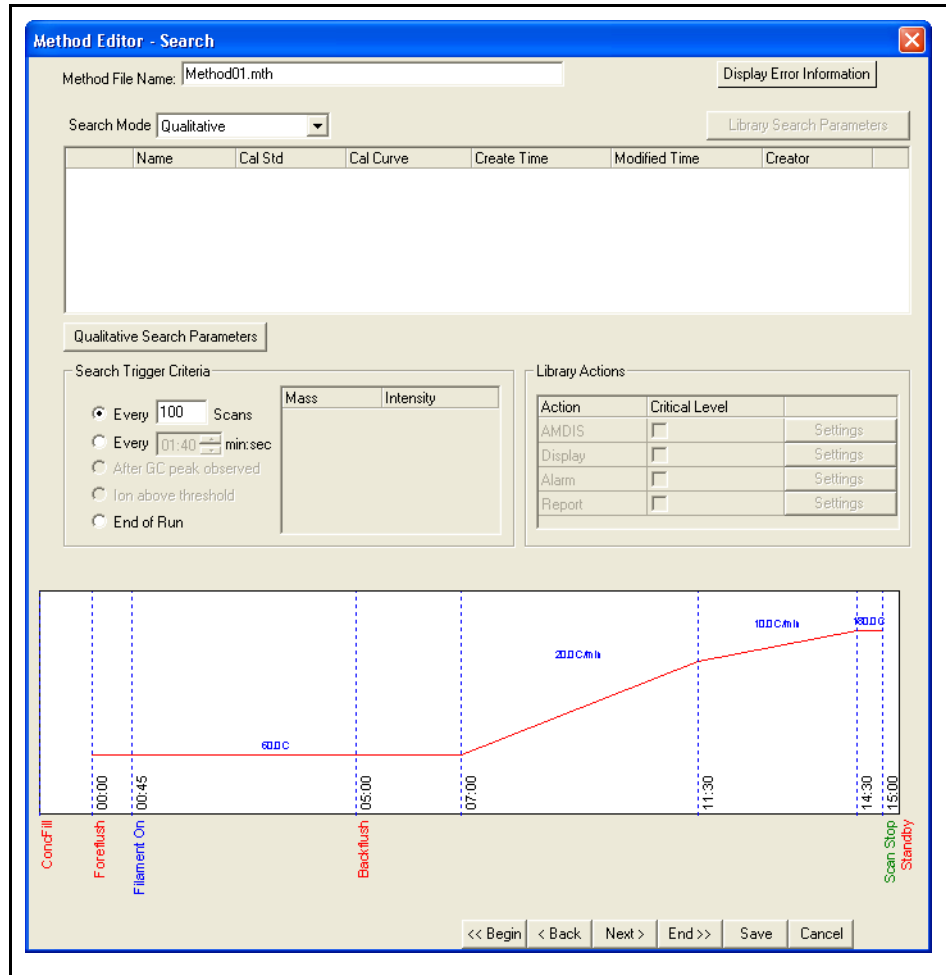 Method Editor - Search
Method File Name: Method01.mth
Display Error Information
Search Mode Qualitative
Library Search Parameters
Name Cal Std Cal Curve Create Time Modified Time Creator
Qualitative Search Parameters
Search Trigger Criteria
Every 100 Scans
Every 01:40 min:sec
After GC peak observed
Ion above threshold
End of Run
Mass Intensity
Library Actions
Action Critical Level
AMDIS Settings
Display Settings
Alarm Settings
Report Settings
60.0 C
20.0 C/min
10.0 C/min
180.0 C
00:00
00:45
05:00
07:00
11:30
14:30
15:00
ConcFill
Foreflush
Filament On
Backflush
Scan Stop
Standby
<< Begin < Back Next > End >> Save Cancel